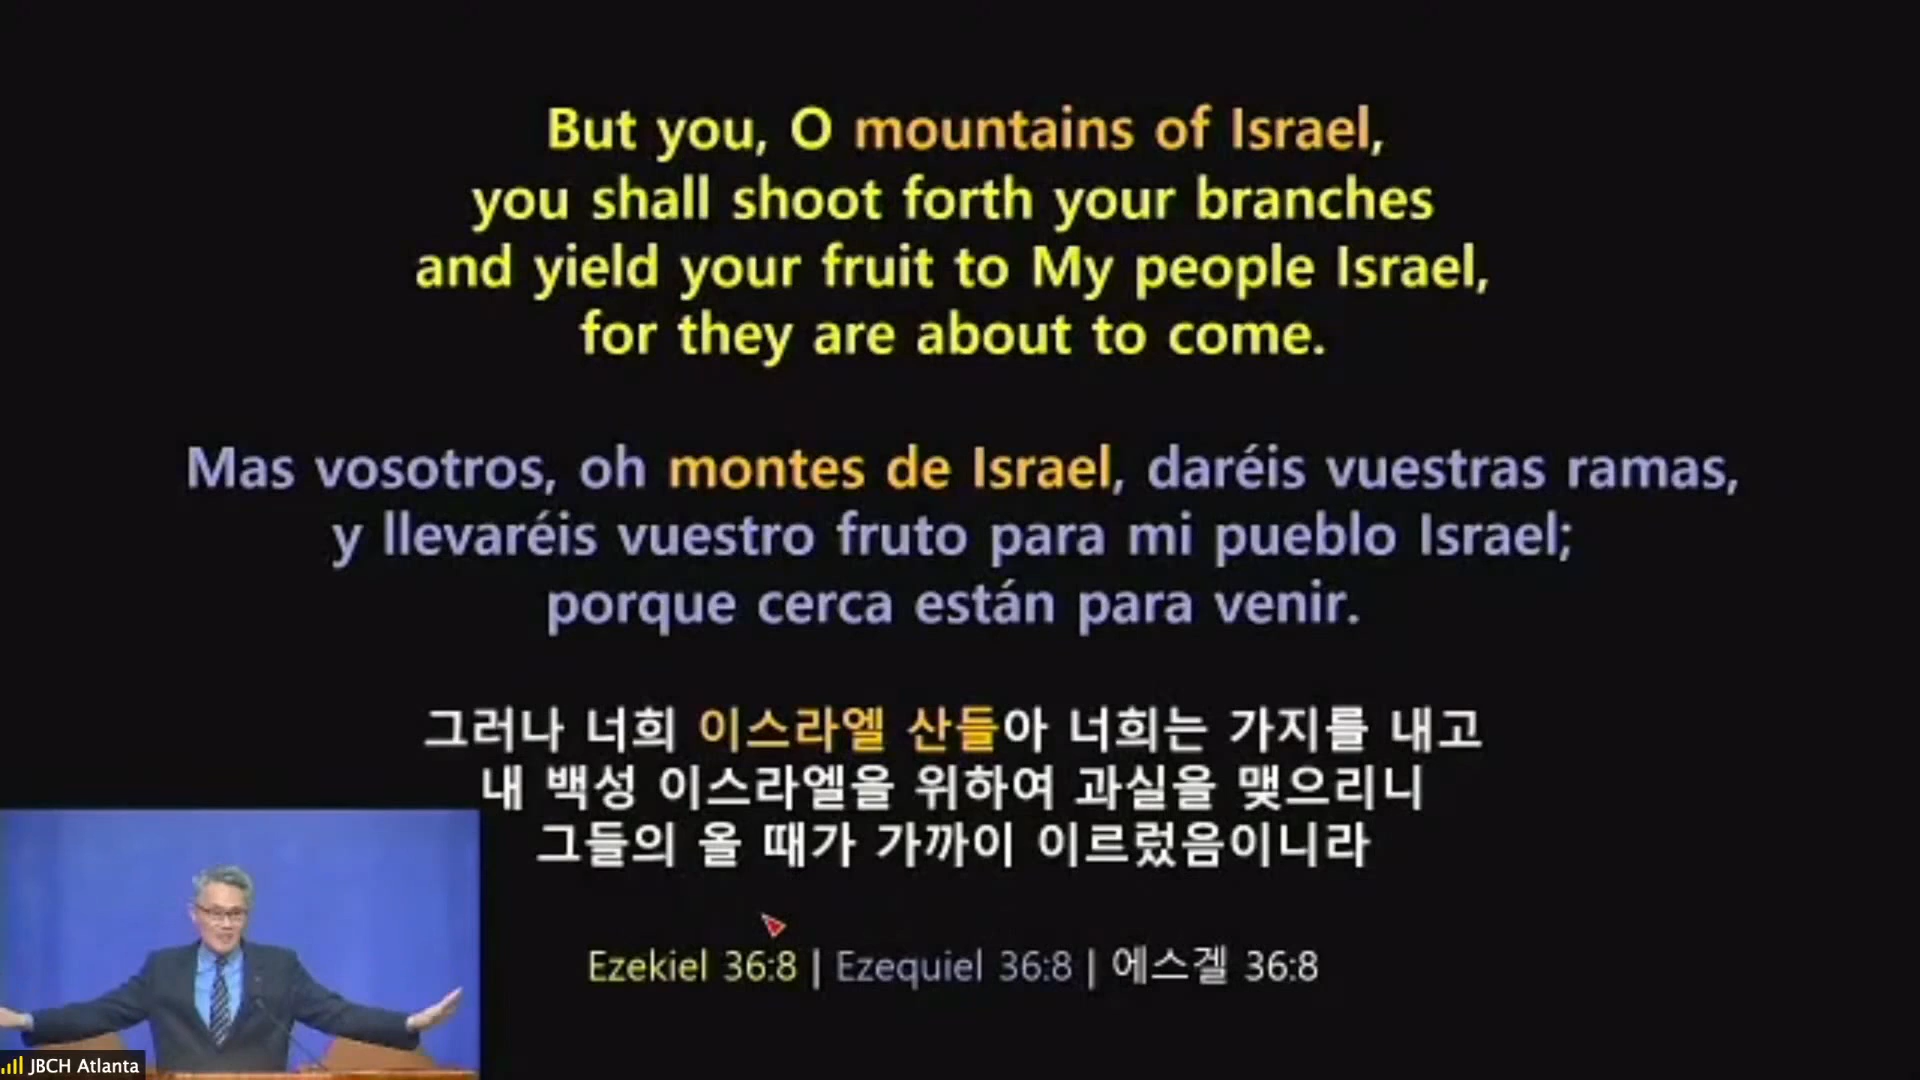 But you, O mountains of Israel,
you shall shoot forth your branches
and yield your fruit to My people Israel,
for they are about to come.
Mas vosotros, oh montes de Israel, daréis vuestras ramas,
y llevaréis vuestro fruto para mi pueblo Israel;
porque cerca están para venir.
그러나 너희 이스라엘 산들아 너희는 가지를 내고
내 백성 이스라엘을 위하여 과실을 맺으리니
그들의 올 때가 가까이 이르렀음이니라
Ezekiel 36:8 | Ezequiel 36:8 | 에스겔 36:8
JBCH Atlanta